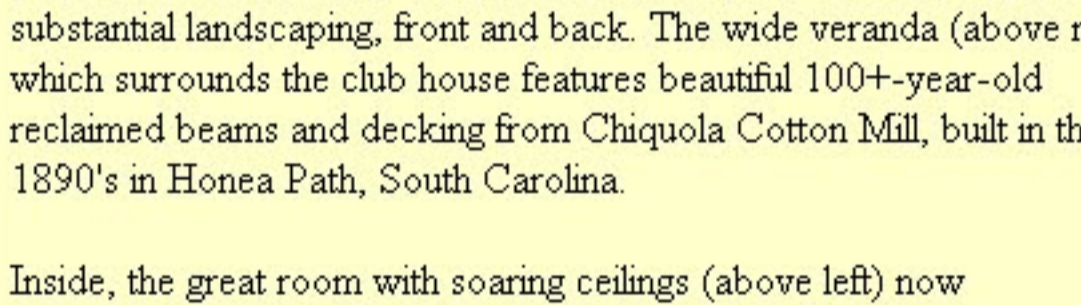 substantial landscaping, front and back. The wide veranda (above
which surrounds the club house features beautiful 100+-year-old
reclaimed beams and decking from Chiquola Cotton Mill, built in
1890's in Honea Path, South Carolina.
Inside, the great room with soaring ceilings (above left) now